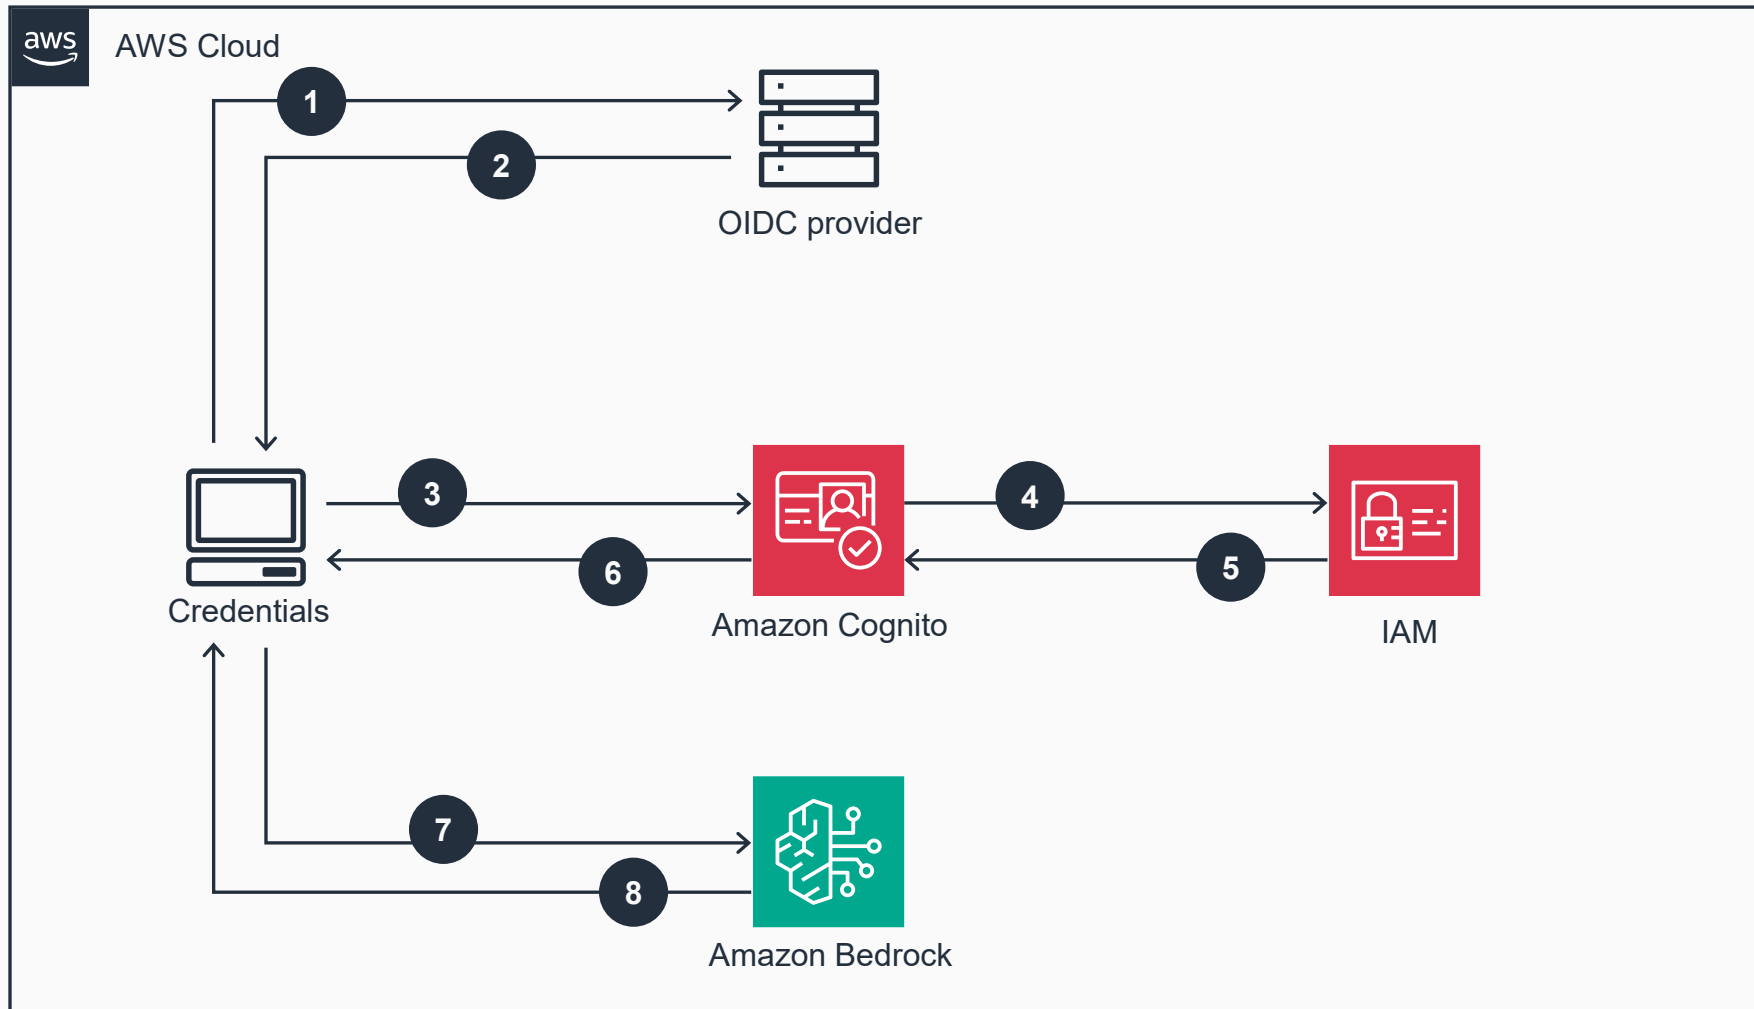 aws
AWS Cloud
1
2
OIDC provider
3
4
6
5
Credentials
Amazon Cognito
IAM
7
8
Amazon Bedrock